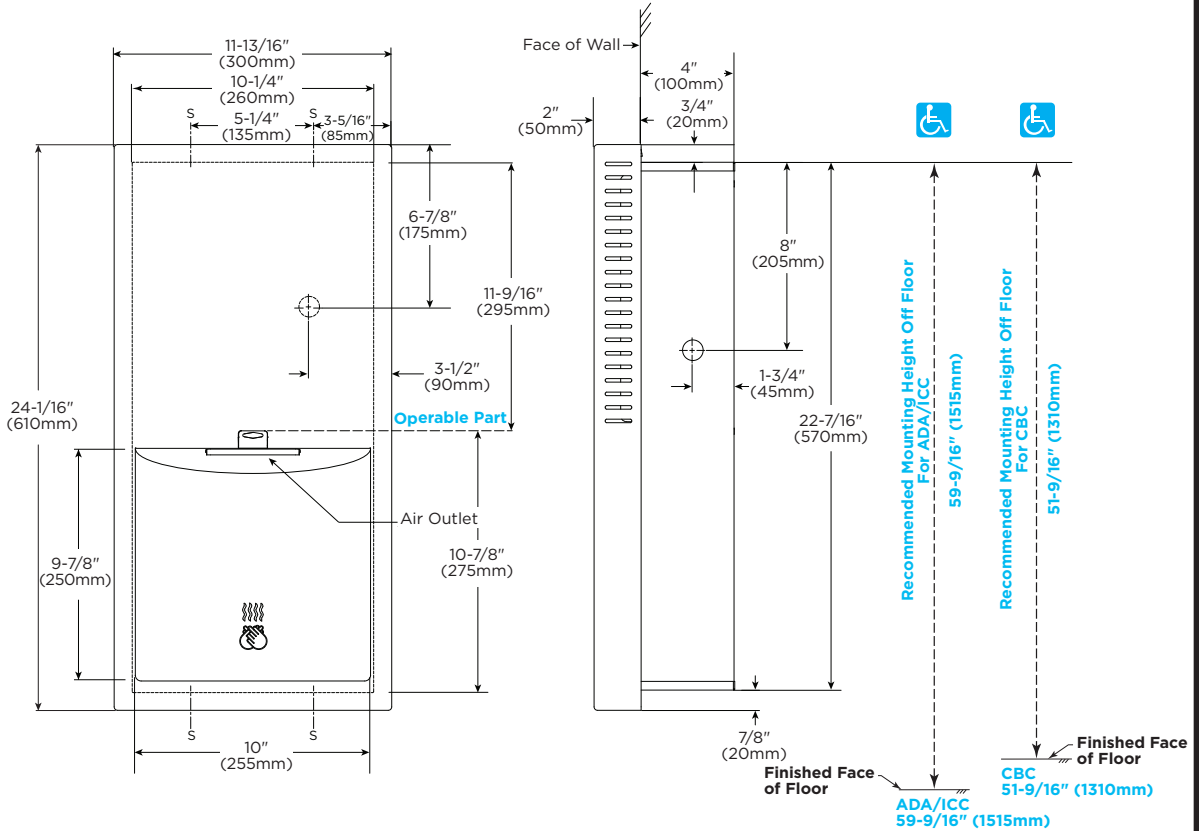 11-13/16"
(300mm)
10-1/4"
(260mm)
S
S
5-1/4"
(135mm)
3-5/16"
(85mm)
6-7/8"
(175mm)
11-9/16"
(295mm)
3-1/2"
(90mm)
24-1/16"
(610mm)
Operable Part
Air Outlet
9-7/8"
(250mm)
10-7/8"
(275mm)
S
S
10"
(255mm)
Face of Wall
4"
(100mm)
2"
(50mm)
3/4"
(20mm)
8"
(205mm)
1-3/4"
(45mm)
22-7/16"
(570mm)
7/8"
(20mm)
Recommended Mounting Height Off Floor
For ADA/ICC
59-9/16" (1515mm)
Recommended Mounting Height Off Floor
For CBC
51-9/16" (1310mm)
Finished Face
of Floor
CBC
51-9/16" (1310mm)
Finished Face
of Floor
ADA/ICC
59-9/16" (1515mm)